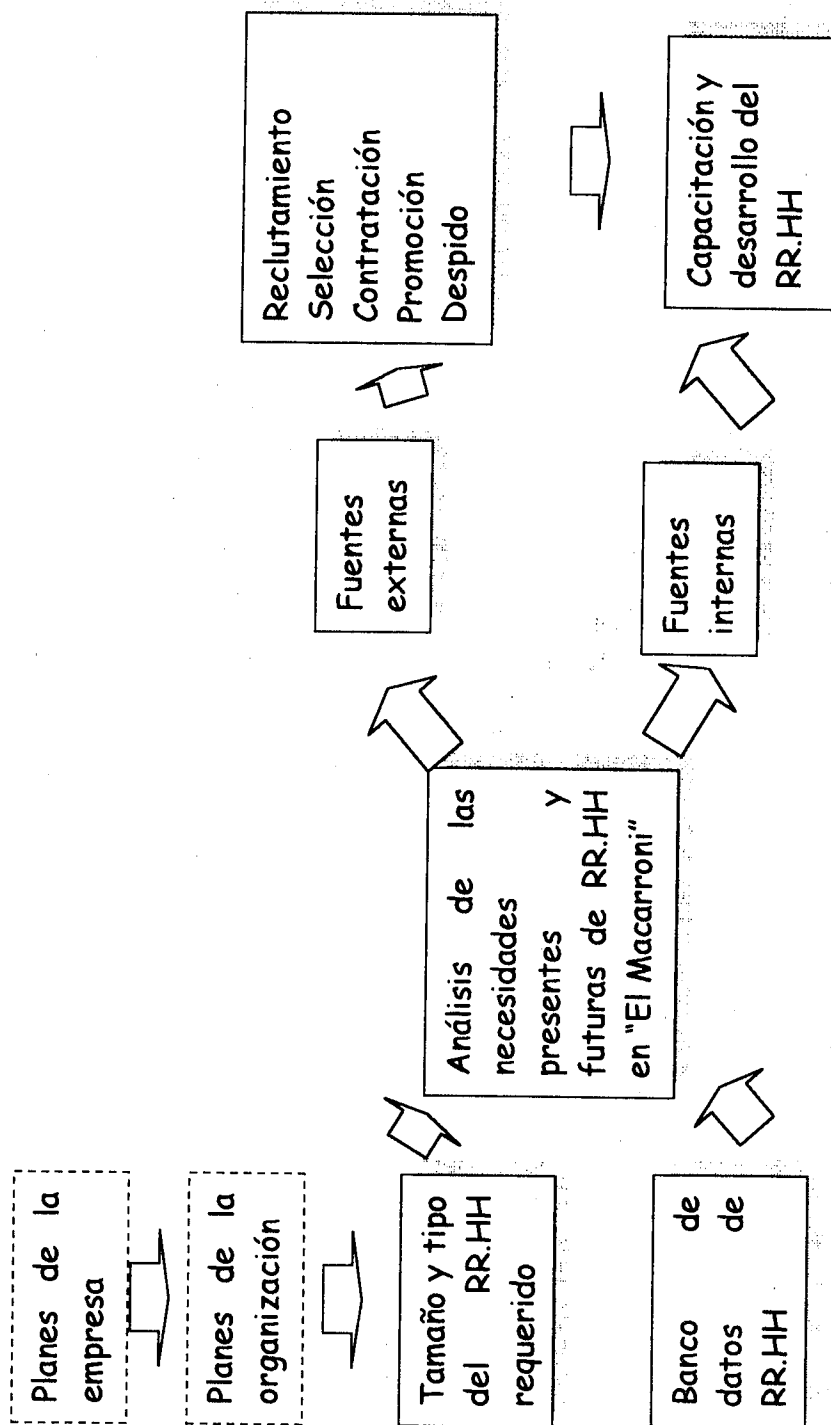 Planes de la
empresa
Planes de la
organización
Tamaño y tipo
del RR.HH
requerido
Banco de
datos de
RR.HH
Análisis de las
necesidades
presentes y
futuras de RR.HH
en "El Macarroni"
Fuentes
externas
Fuentes
internas
Reclutamiento
Selección
Contratación
Promoción
Despido
Capacitación y
desarrollo del
RR.HH